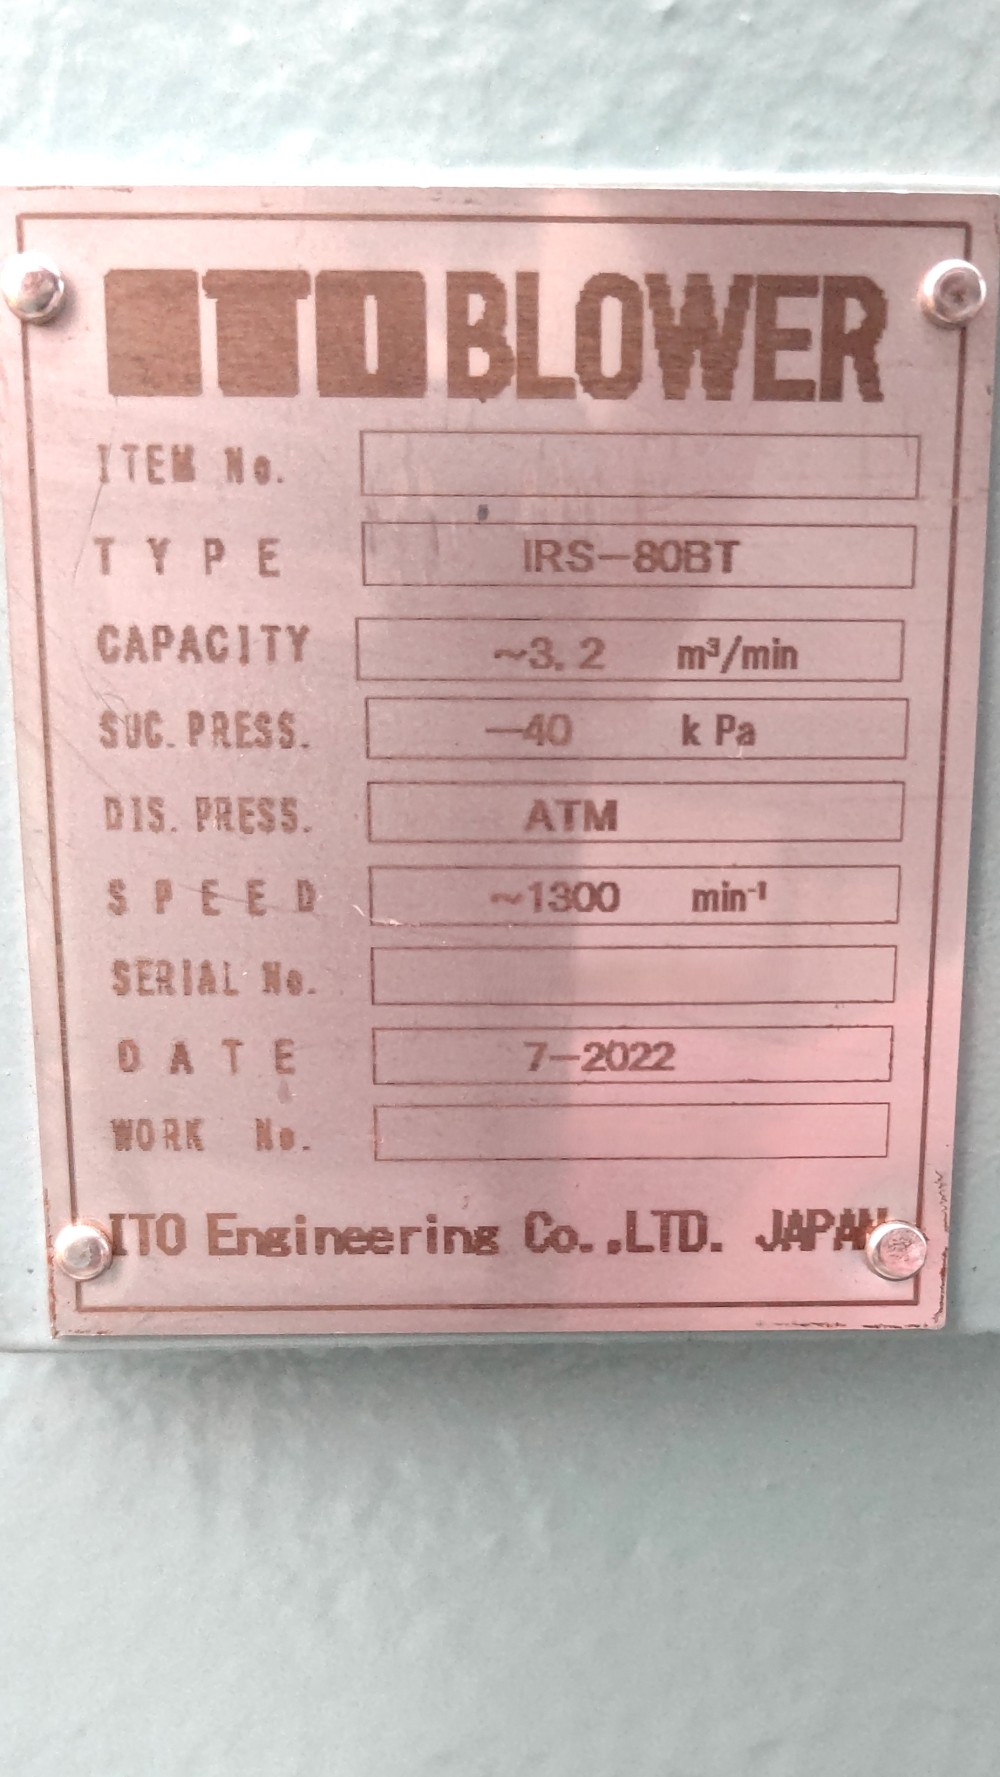 ITO BLOWER
ITEM No.
TYPE IRS-80BT
CAPACITY ~3.2 m³/min
SUC. PRESS. -40 kPa
DIS. PRESS. ATM
SPEED ~1300 min⁻¹
SERIAL No.
DATE 7-2022
WORK No.
ITO Engineering Co.,LTD. JAPAN